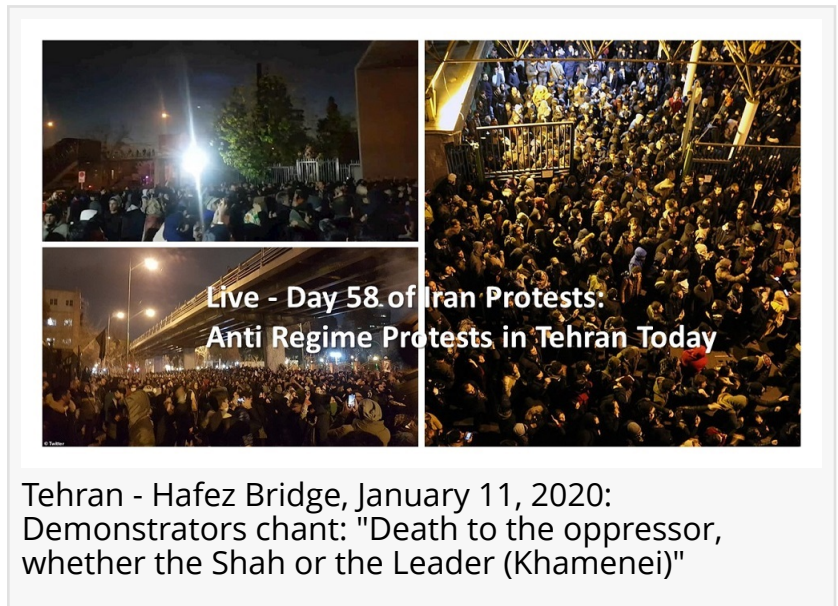 Live - Day 58 of Iran Protests:
Anti Regime Protests in Tehran Today
© Twitter
Tehran - Hafez Bridge, January 11, 2020:
Demonstrators chant: "Death to the oppressor,
whether the Shah or the Leader (Khamenei)"